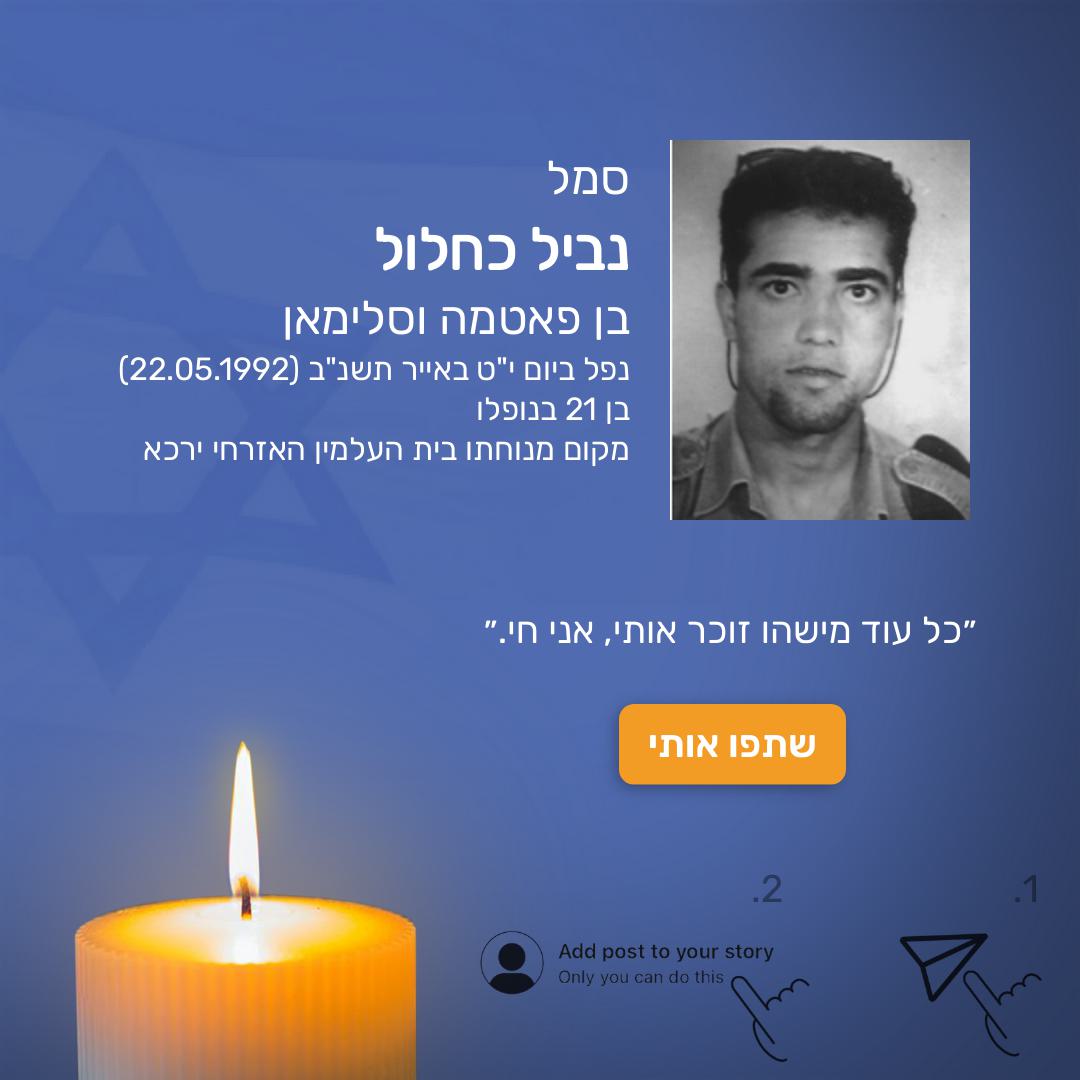 סמל
נביל כחלול
בן פאטמה וסלימאן
נפל ביום י"ט באייר תשנ"ב (22.05.1992)
בן 21 בנופלו
מקום מנוחתו בית העלמין האזרחי ירכא
״כל עוד מישהו זוכר אותי, אני חי.״
שתפו אותי
1.
2.
Add post to your story
Only you can do this